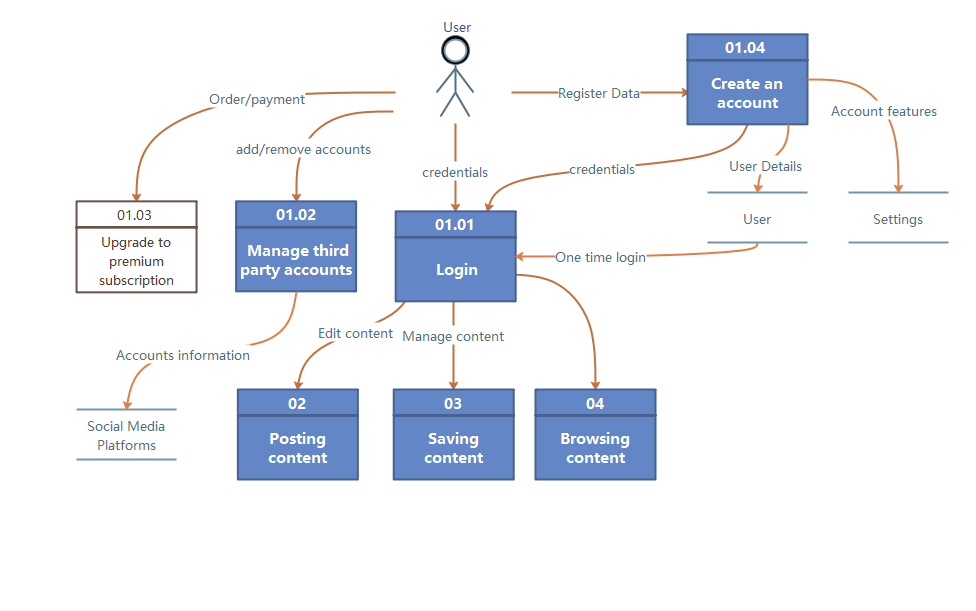 User
01.04
Create an
account
Order/payment
Register Data
Account features
add/remove accounts
credentials
credentials
User Details
01.03
Upgrade to
premium
subscription
01.02
Manage third
party accounts
01.01
Login
User
Settings
One time login
Edit content
Manage content
Accounts information
02
Posting
content
03
Saving
content
04
Browsing
content
Social Media
Platforms